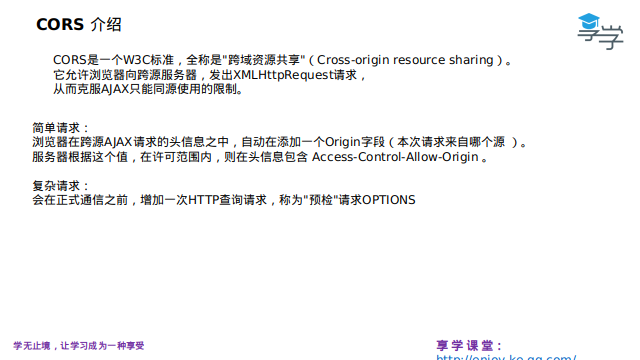 CORS 介绍
享学
CORS是一个W3C标准，全称是"跨域资源共享"（Cross-origin resource sharing）。
它允许浏览器向跨源服务器，发出XMLHttpRequest请求，
从而克服AJAX只能同源使用的限制。
简单请求：
浏览器在跨源AJAX请求的头信息之中，自动在添加一个Origin字段（本次请求来自哪个源 ）。
服务器根据这个值，在许可范围内，则在头信息包含 Access-Control-Allow-Origin 。
复杂请求：
会在正式通信之前，增加一次HTTP查询请求，称为"预检"请求OPTIONS
学无止境，让学习成为一种享受
享学课堂：
http://enjoy.ke.qq.com/